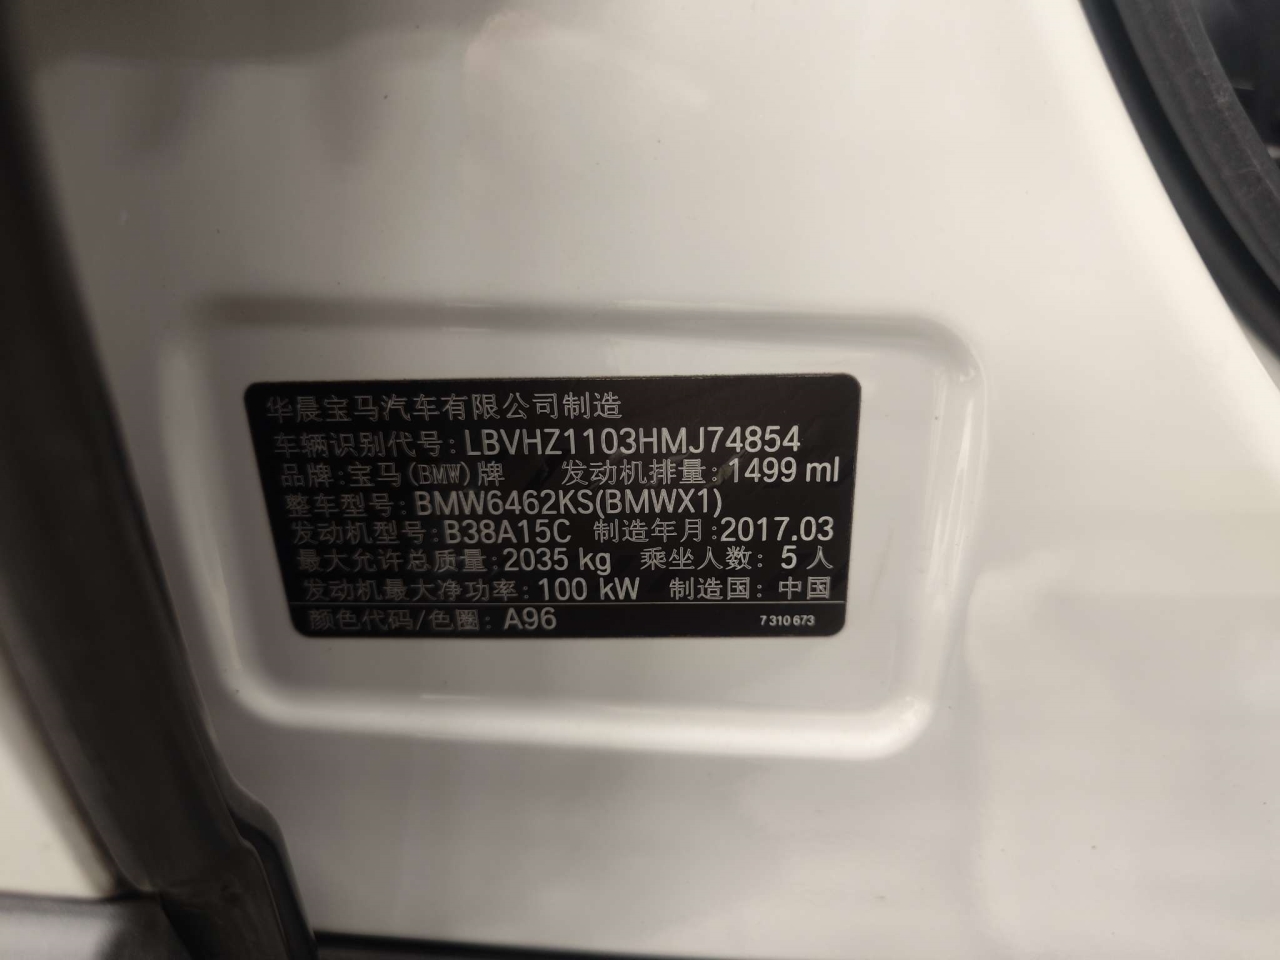 华晨宝马汽车有限公司制造
车辆识别代号:LBVHZ1103HMJ74854
品牌:宝马(BMW)牌 发动机排量:1499 ml
整车型号:BMW6462KS(BMWX1)
发动机型号:B38A15C 制造年月:2017.03
最大允许总质量:2035 kg 乘坐人数:5 人
发动机最大净功率:100 kW 制造国:中国
颜色代码/色圈:A96 7 310 673